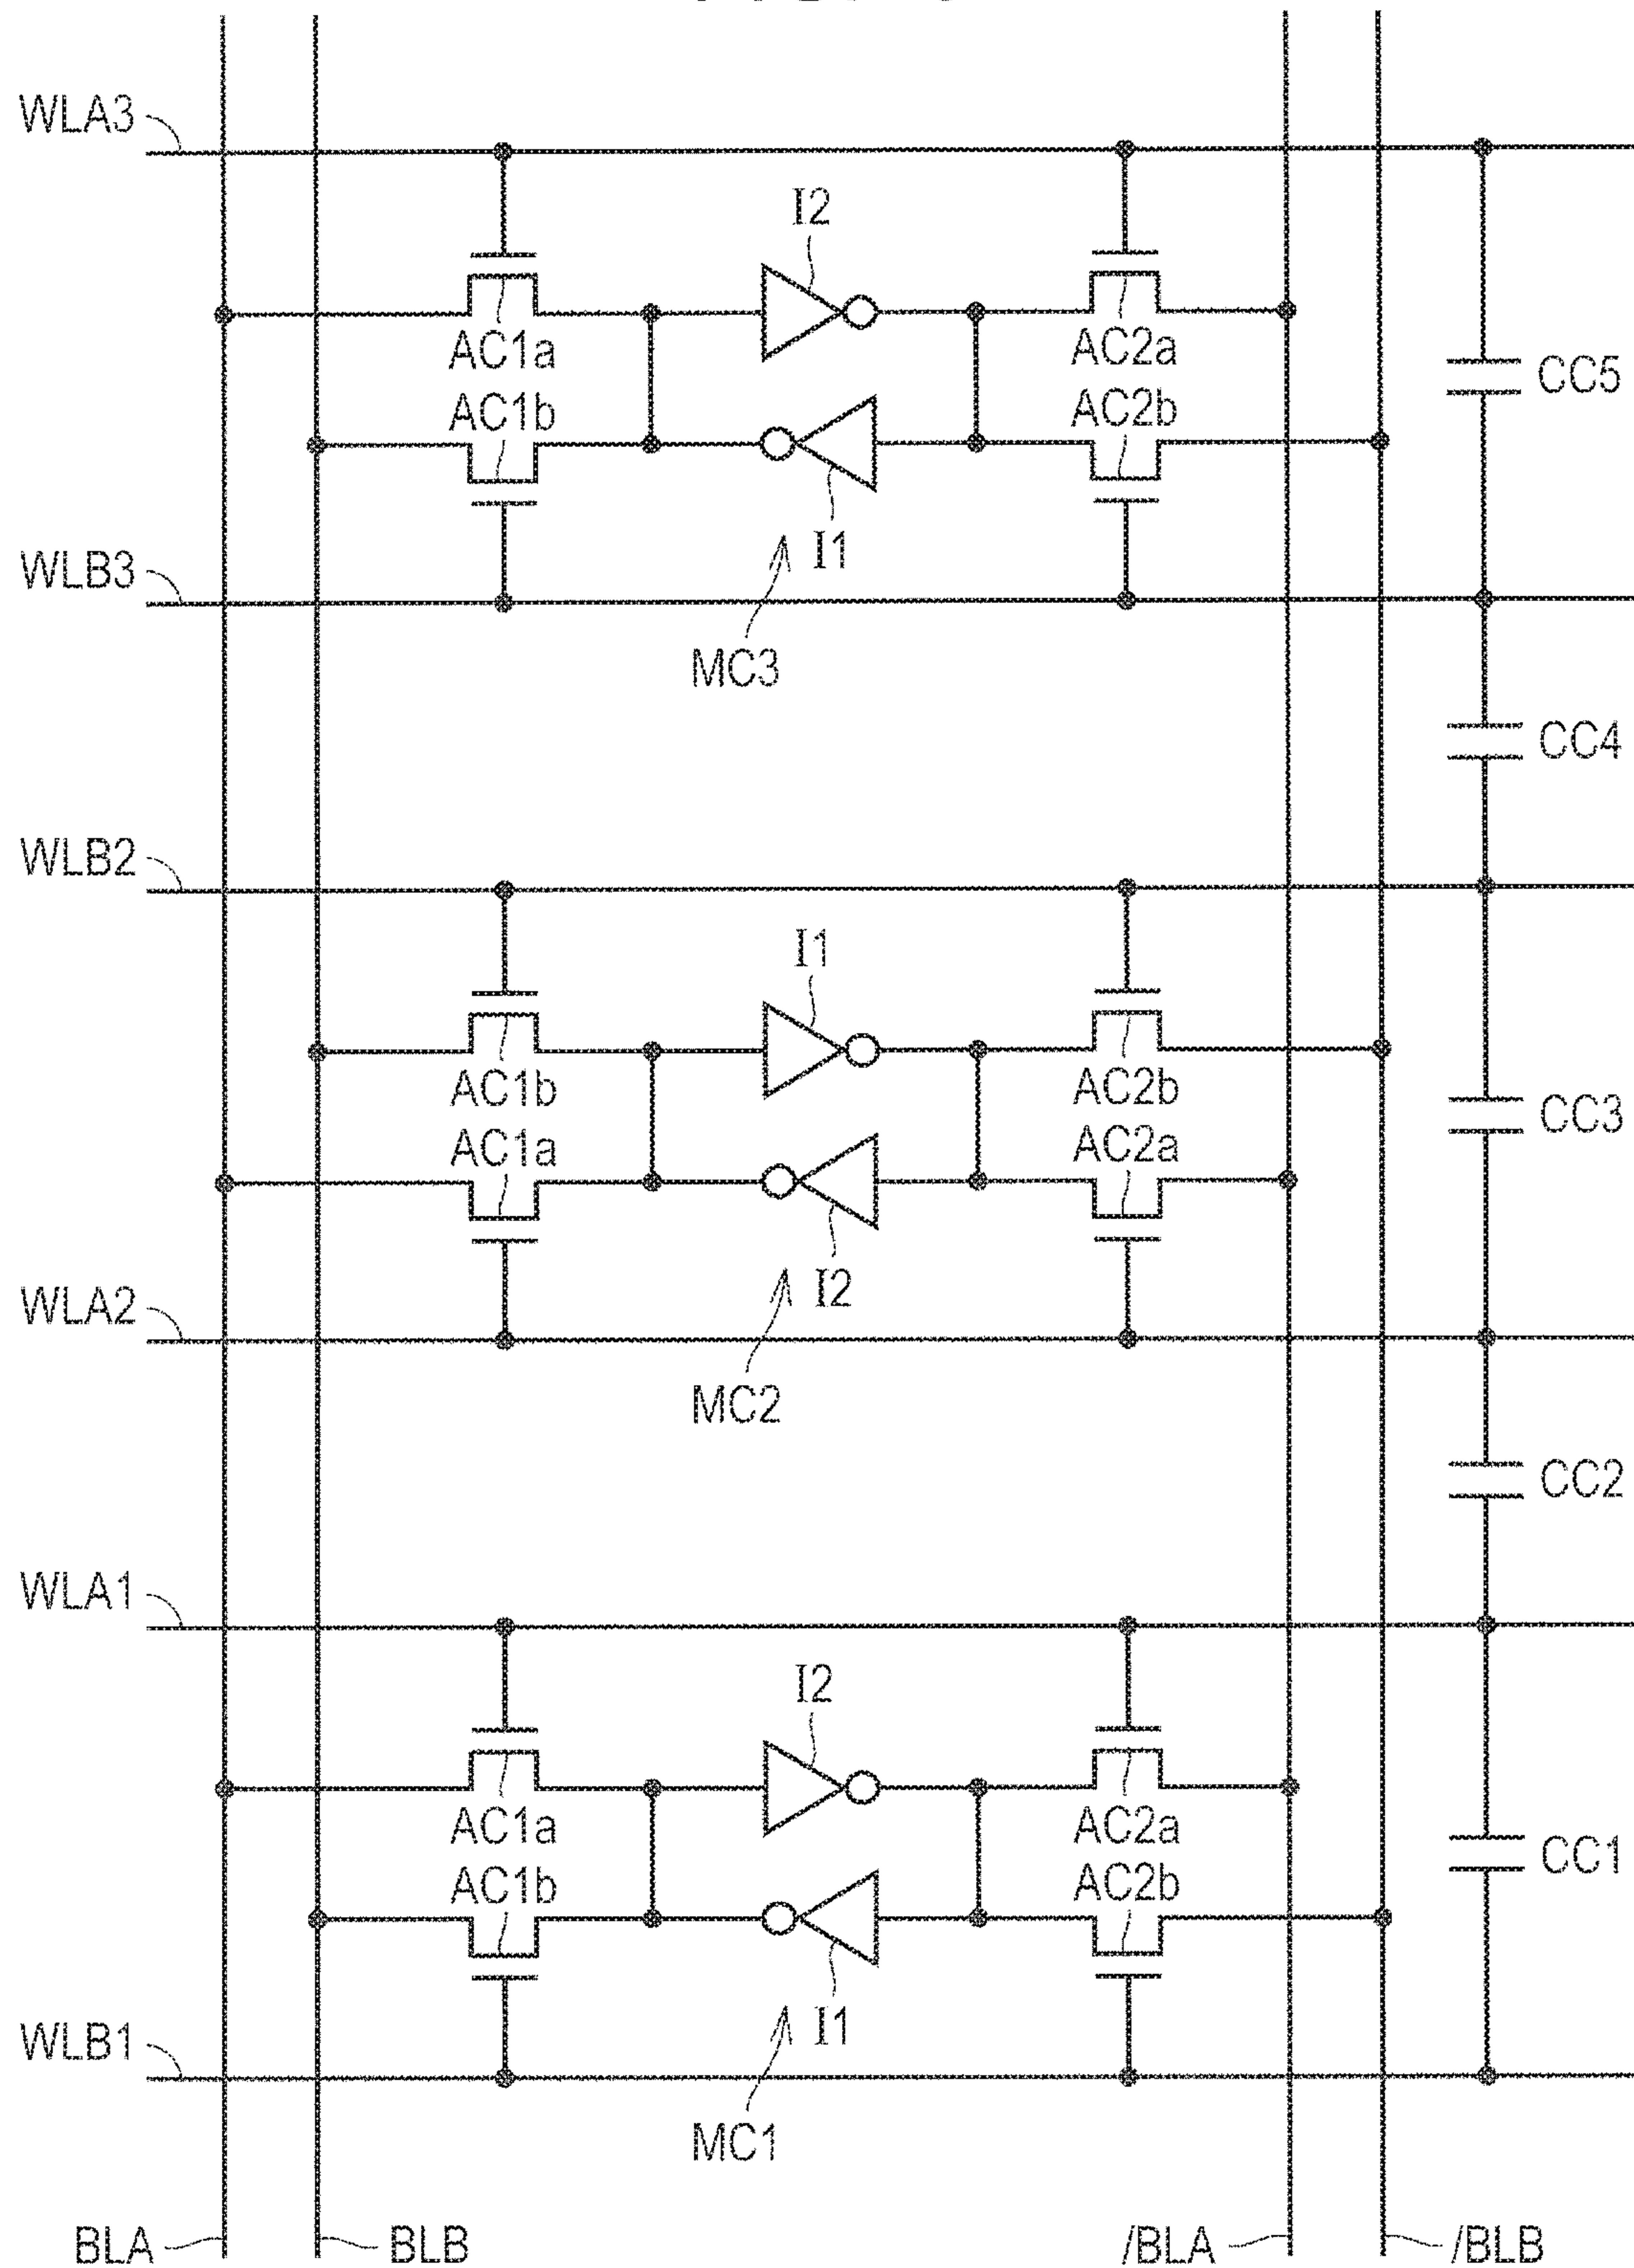 WLA3
I2
AC1a
AC2a
CC5
AC1b
AC2b
I1
WLB3
MC3
CC4
WLB2
I1
AC1b
AC2b
CC3
AC1a
AC2a
I2
WLA2
MC2
CC2
WLA1
I2
AC1a
AC2a
CC1
AC1b
AC2b
I1
WLB1
MC1
BLA
BLB
/BLA
/BLB